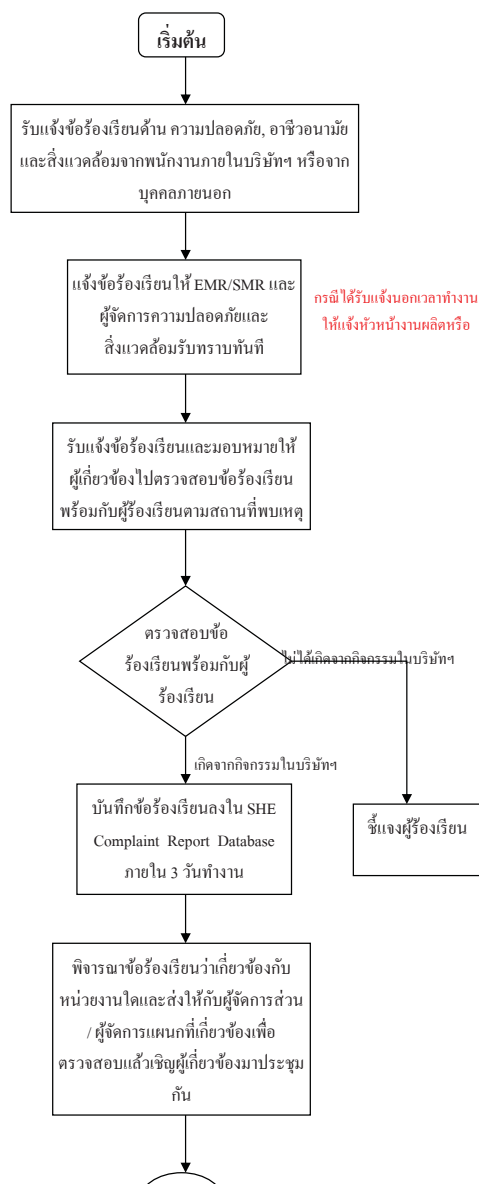 เริ่มต้น
รับแจ้งข้อร้องเรียนด้าน ความปลอดภัย, อาชีวอนามัย
และสิ่งแวดล้อมจากพนักงานภายในบริษัทฯ หรือจาก
บุคคลภายนอก
แจ้งข้อร้องเรียนให้ EMR/SMR และ
ผู้จัดการความปลอดภัยและ
สิ่งแวดล้อมรับทราบทันที
กรณีได้รับแจ้งนอกเวลาทำงาน
ให้แจ้งหัวหน้างานผลิตหรือ
รับแจ้งข้อร้องเรียนและมอบหมายให้
ผู้เกี่ยวข้องไปตรวจสอบข้อร้องเรียน
พร้อมกับผู้ร้องเรียนตามสถานที่พบเหตุ
ตรวจสอบข้อ
ร้องเรียนพร้อมกับผู้
ร้องเรียน
ไม่ได้เกิดจากกิจกรรมในบริษัทฯ
เกิดจากกิจกรรมในบริษัทฯ
บันทึกข้อร้องเรียนลงใน SHE
Complaint Report Database
ภายใน 3 วันทำงาน
ชี้แจงผู้ร้องเรียน
พิจารณาข้อร้องเรียนว่าเกี่ยวข้องกับ
หน่วยงานใดและส่งให้กับผู้จัดการส่วน
/ ผู้จัดการแผนกที่เกี่ยวข้องเพื่อ
ตรวจสอบแล้วเชิญผู้เกี่ยวข้องมาประชุม
กัน